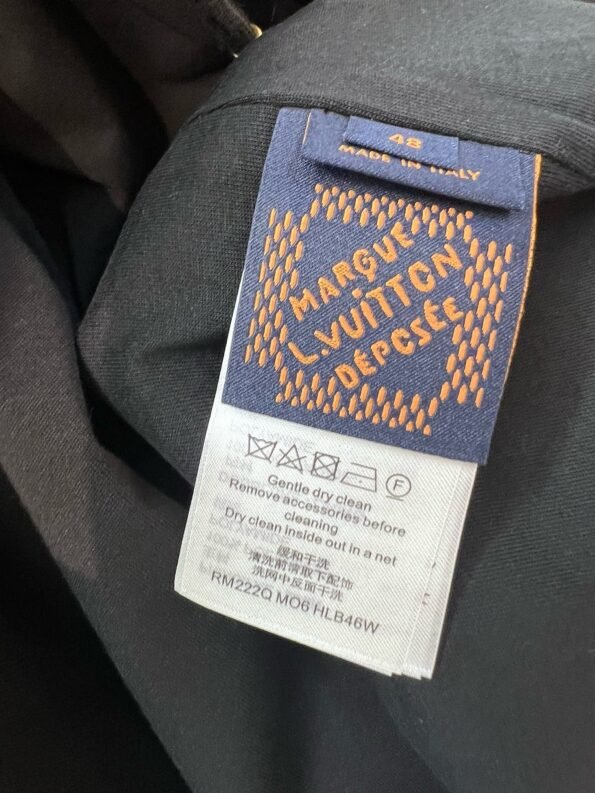 48
MADE IN ITALY
MARQUE
L.VUiTTON
DÉPOSÉE
F
Gentle dry clean
Remove accessories before
cleaning
Dry clean inside out in a net
缓和干洗
清洗前请取下配饰
洗网中反面干洗
RM222Q MO6 HLB46W